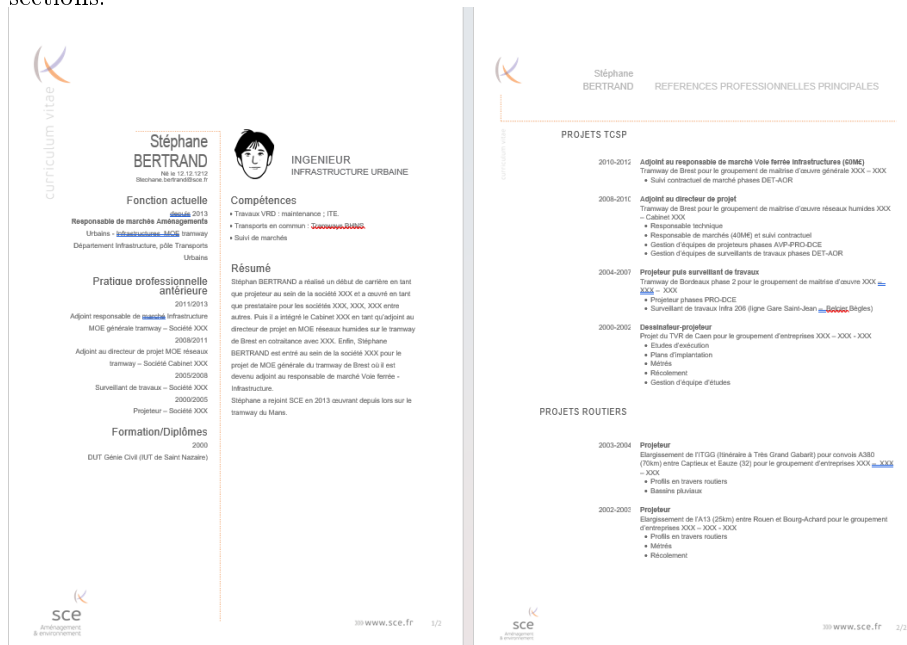 sections.
curriculum vitae
Stéphane
BERTRAND
Né le 12.12.1212
Stephane.bertrand@sce.fr
INGENIEUR
INFRASTRUCTURE URBAINE
Fonction actuelle
depuis 2013
Responsable de marchés Aménagements
Urbains - Infrastructures MOE tramway
Département Infrastructure, pôle Transports
Urbains
Pratique professionnelle
antérieure
2011/2013
Adjoint responsable de marché Infrastructure
MOE générale tramway – Société XXX
2008/2011
Adjoint au directeur de projet MOE réseaux
tramway – Société Cabinet XXX
2005/2008
Surveillant de travaux – Société XXX
2000/2005
Projeteur – Société XXX
Formation/Diplômes
2000
DUT Génie Civil (IUT de Saint Nazaire)
Compétences
Travaux VRD : maintenance ; ITE.
Transports en commun : Tramways BHNS.
Suivi de marchés
Résumé
Stéphan BERTRAND a réalisé un début de carrière en tant
que projeteur au sein de la société XXX et a œuvré en tant
que prestataire pour les sociétés XXX, XXX, XXX entre
autres. Puis il a intégré le Cabinet XXX en tant qu'adjoint au
directeur de projet en MOE réseaux humides sur le tramway
de Brest en cotraitance avec XXX. Enfin, Stéphane
BERTRAND est entré au sein de la société XXX pour le
projet de MOE générale du tramway de Brest où il est
devenu adjoint au responsable de marché Voie ferrée -
Infrastructure.
Stéphane a rejoint SCE en 2013 œuvrant depuis lors sur le
tramway du Mans.
sce
Aménagement
& environnement
www.sce.fr 1/2
Stéphane
BERTRAND REFERENCES PROFESSIONNELLES PRINCIPALES
curriculum vitae
PROJETS TCSP
2010-2012 Adjoint au responsable de marché Voie ferrée Infrastructures (60M€)
Tramway de Brest pour le groupement de maitrise d'œuvre générale XXX – XXX
• Suivi contractuel de marché phases DET-AOR
2008-2010 Adjoint au directeur de projet
Tramway de Brest pour le groupement de maitrise d'œuvre réseaux humides XXX
– Cabinet XXX
• Responsable technique
• Responsable de marchés (40M€) et suivi contractuel
• Gestion d'équipes de projeteurs phases AVP-PRO-DCE
• Gestion d'équipes de surveillants de travaux phases DET-AOR
2004-2007 Projeteur puis surveillant de travaux
Tramway de Bordeaux phase 2 pour le groupement de maitrise d'œuvre XXX –
XXX – XXX
• Projeteur phases PRO-DCE
• Surveillant de travaux Infra 206 (ligne Gare Saint-Jean – Belcier Bègles)
2000-2002 Dessinateur-projeteur
Projet du TVR de Caen pour le groupement d'entreprises XXX – XXX - XXX
• Etudes d'exécution
• Plans d'implantation
• Métrés
• Récolement
• Gestion d'équipe d'études
PROJETS ROUTIERS
2003-2004 Projeteur
Elargissement de l'ITGG (Itinéraire à Très Grand Gabarit) pour convois A380
(70km) entre Captieux et Eauze (32) pour le groupement d'entreprises XXX – XXX
– XXX
• Profils en travers routiers
• Bassins pluviaux
2002-2003 Projeteur
Elargissement de l'A13 (25km) entre Rouen et Bourg-Achard pour le groupement
d'entreprises XXX – XXX - XXX
• Profils en travers routiers
• Métrés
• Récolement
sce
Aménagement
& environnement
www.sce.fr 2/2